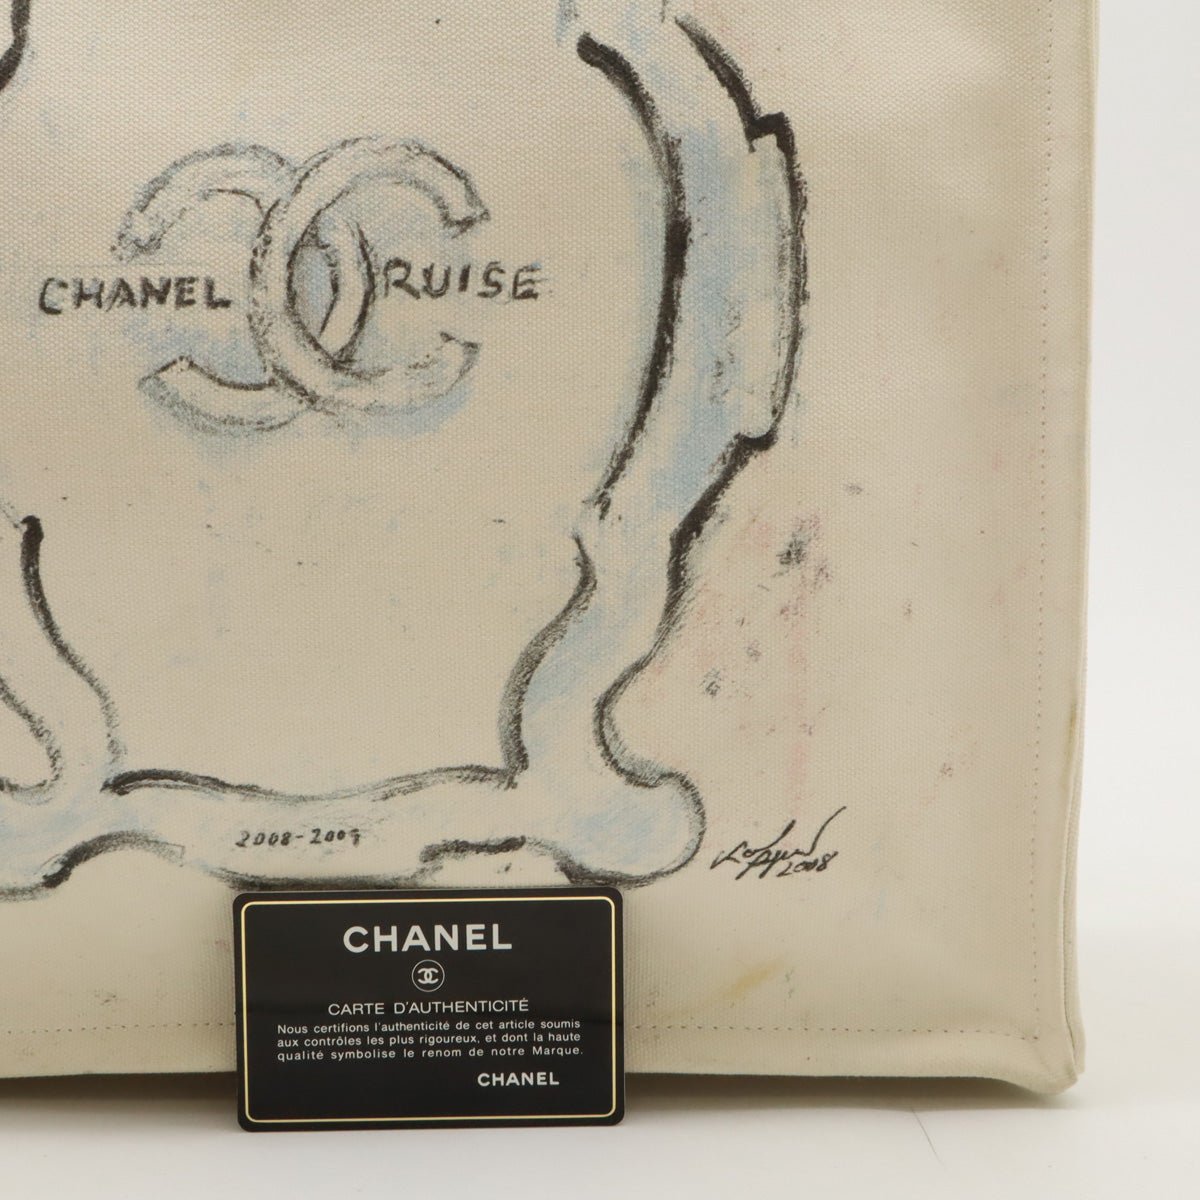 CHANEL CRUISE
2008-2009
2008
CHANEL
CARTE D'AUTHENTICITÉ
Nous certifions l'authenticité de cet article soumis
aux contrôles les plus rigoureux, et dont la haute
qualité symbolise le renom de notre Marque.
CHANEL